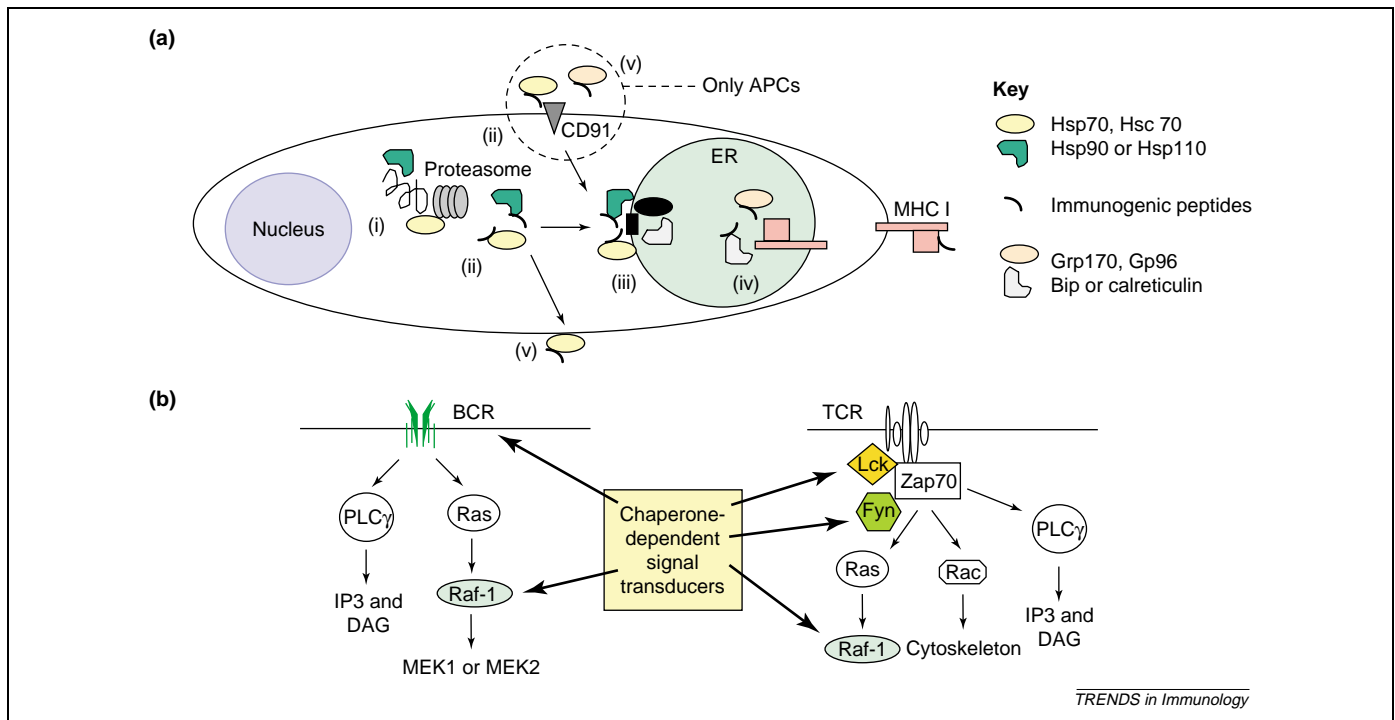 (a)
(v)
Only APCs
(ii)
CD91
ER
Proteasome
Nucleus
(i)
(ii)
(iii)
(iv)
MHC I
(v)
Key
Hsp70, Hsc 70
Hsp90 or Hsp110
Immunogenic peptides
Grp170, Gp96
Bip or calreticulin
(b)
BCR
PLCγ
Ras
IP3 and
DAG
Raf-1
MEK1 or MEK2
Chaperone-
dependent
signal
transducers
TCR
Lck
Zap70
Fyn
PLCγ
Ras
Rac
IP3 and
DAG
Raf-1
Cytoskeleton
TRENDS in Immunology